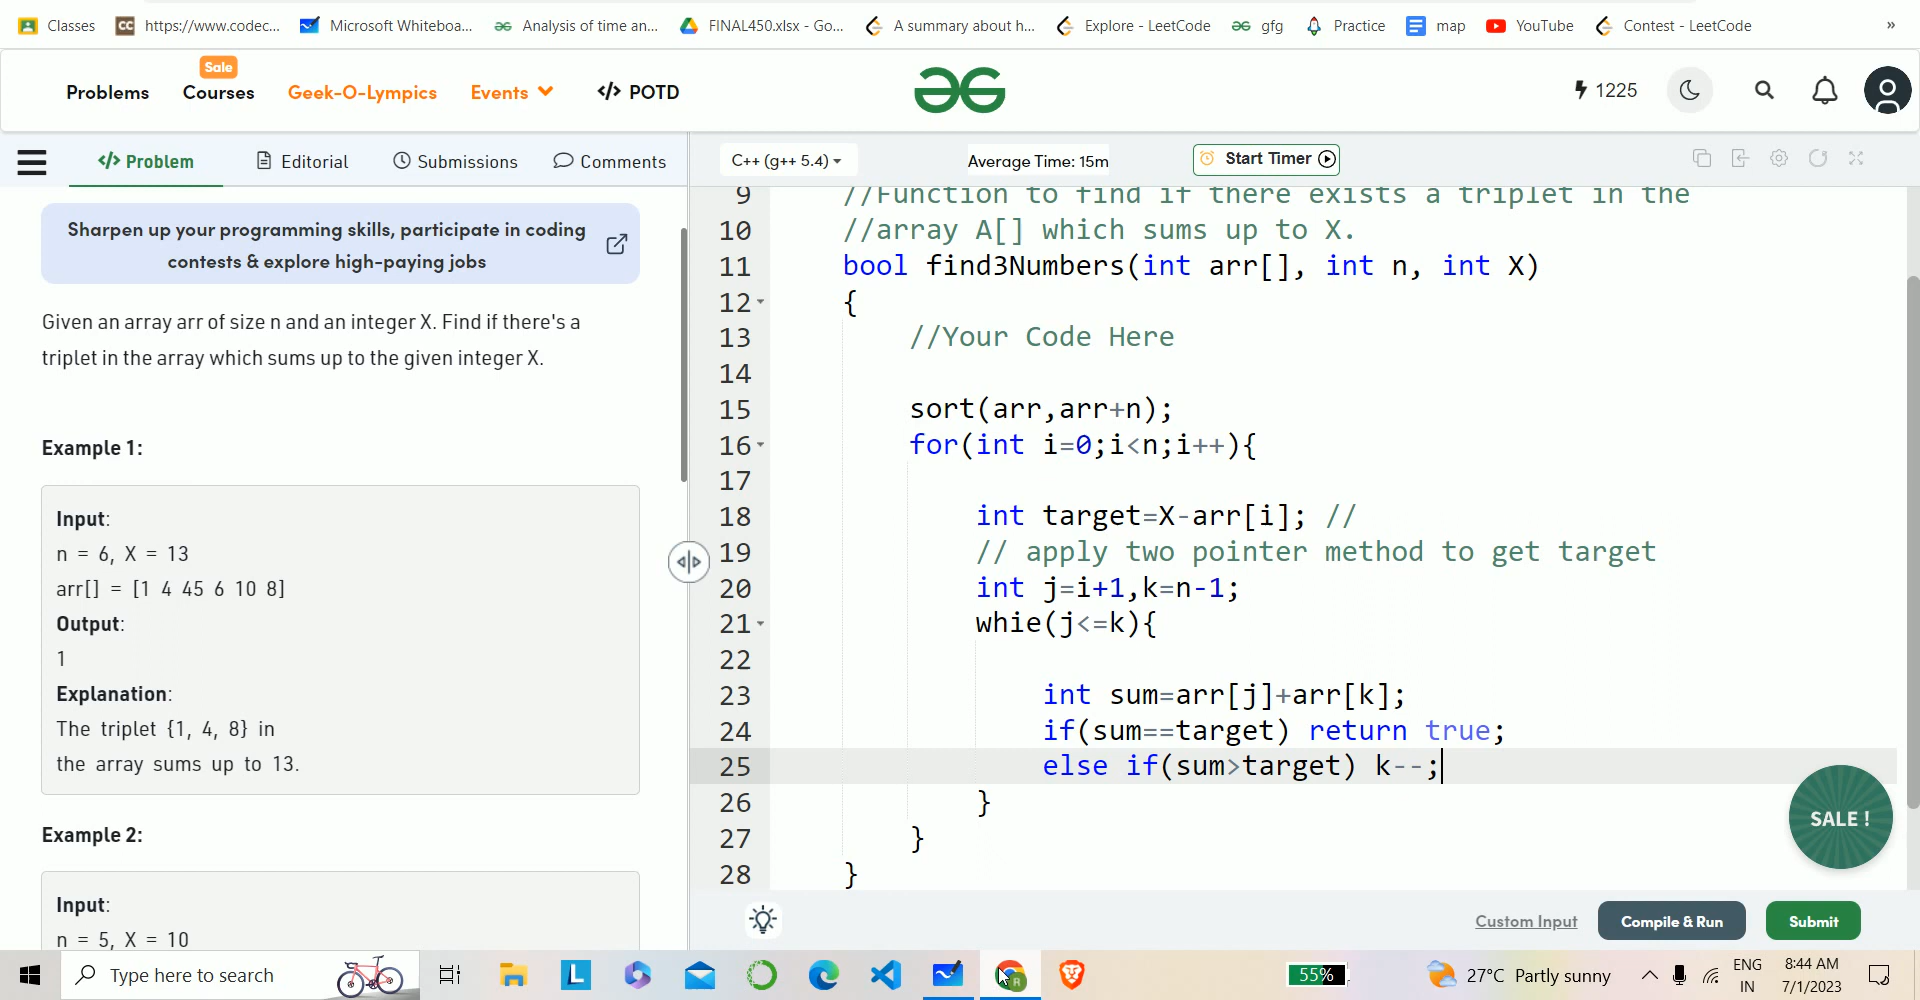 Classes https://www.codec... Microsoft Whiteboa... Analysis of time an... FINAL450.xlsx - Go... A summary about h... Explore - LeetCode gfg Practice map YouTube Contest - LeetCode »
Sale
Problems Courses Geek-O-Lympics Events </> POTD 1225
</> Problem Editorial Submissions Comments
Sharpen up your programming skills, participate in coding
contests & explore high-paying jobs
Given an array arr of size n and an integer X. Find if there's a
triplet in the array which sums up to the given integer X.
Example 1:
Input:
n = 6, X = 13
arr[] = [1 4 45 6 10 8]
Output:
1
Explanation:
The triplet {1, 4, 8} in
the array sums up to 13.
Example 2:
Input:
n = 5, X = 10
C++ (g++ 5.4) Average Time: 15m Start Timer
9 //Function to find if there exists a triplet in the
10 //array A[] which sums up to X.
11 bool find3Numbers(int arr[], int n, int X)
12 {
13 //Your Code Here
14
15 sort(arr,arr+n);
16 for(int i=0;i<n;i++){
17
18 int target=X-arr[i]; //
19 // apply two pointer method to get target
20 int j=i+1,k=n-1;
21 whie(j<=k){
22
23 int sum=arr[j]+arr[k];
24 if(sum==target) return true;
25 else if(sum>target) k--;
26 }
27 }
28 }
SALE !
Custom Input Compile & Run Submit
Type here to search 55% 27°C Partly sunny ENG IN 8:44 AM 7/1/2023